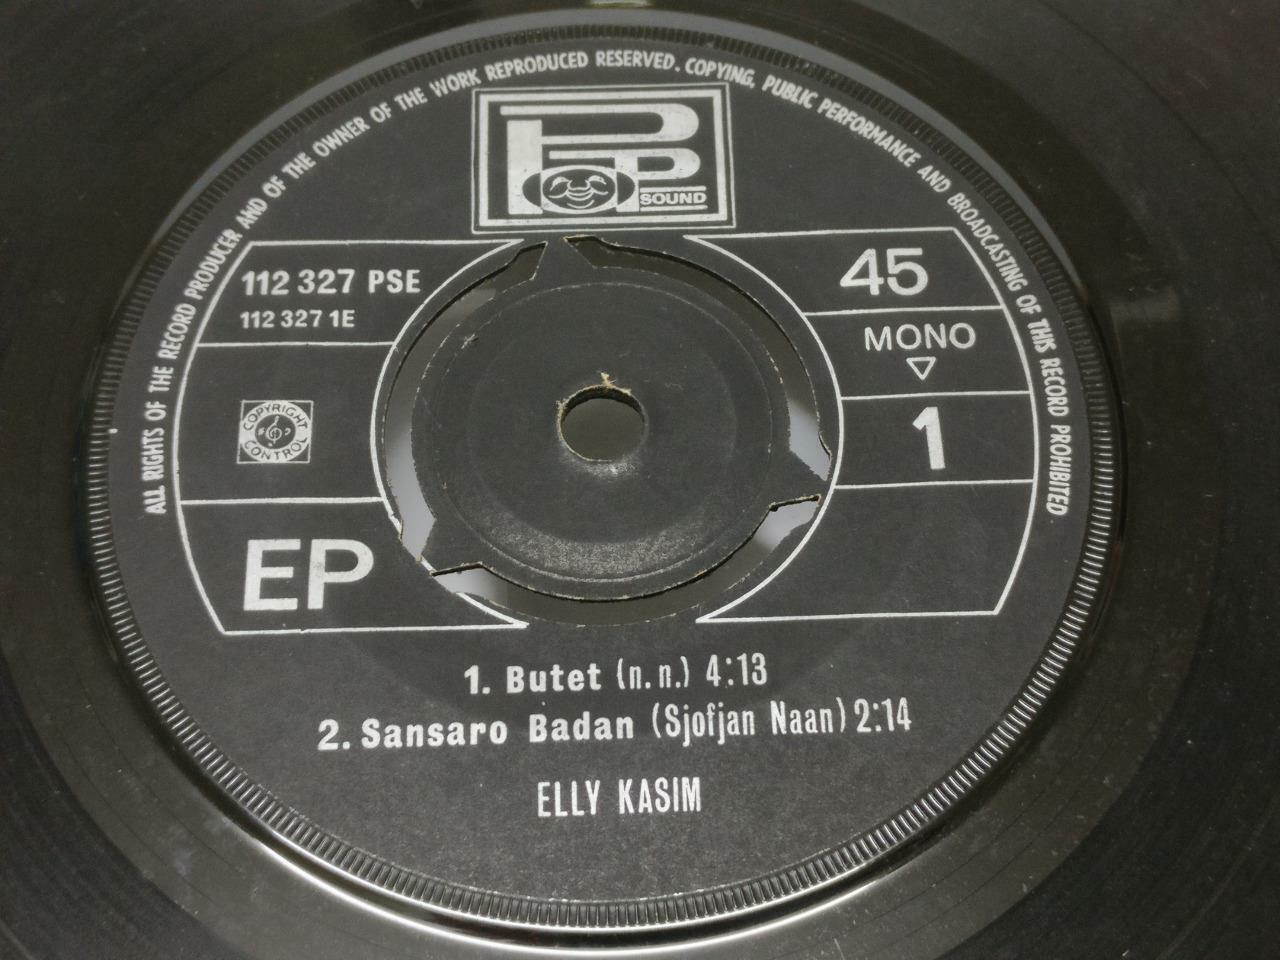 ALL RIGHTS OF THE RECORD PRODUCER AND OF THE OWNER OF THE WORK REPRODUCED RESERVED. COPYING, PUBLIC PERFORMANCE AND BROADCASTING OF THIS RECORD PROHIBITED
POP
SOUND
112 327 PSE
112 327 1E
45
MONO
COPYRIGHT CONTROL
1
EP
1. Butet (n.n.) 4:13
2. Sansaro Badan (Sjofjan Naan) 2:14
ELLY KASIM